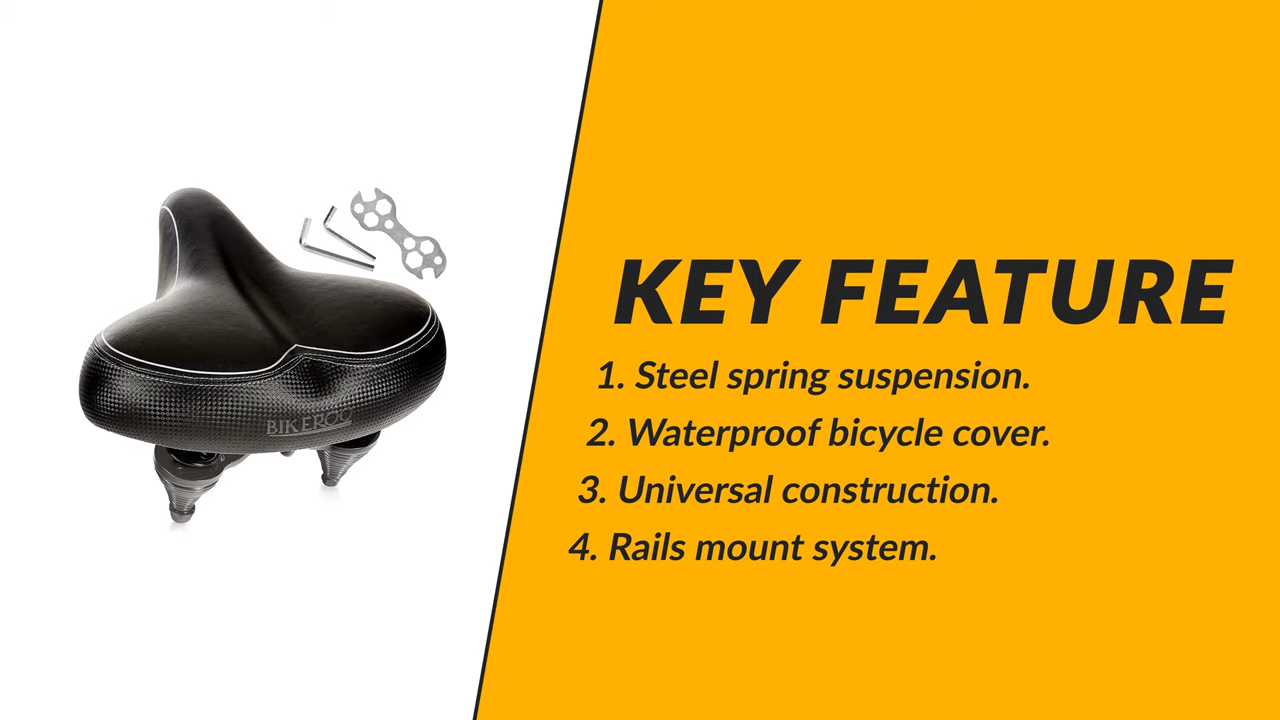 BIKEROO
KEY FEATURE
1. Steel spring suspension.
2. Waterproof bicycle cover.
3. Universal construction.
4. Rails mount system.